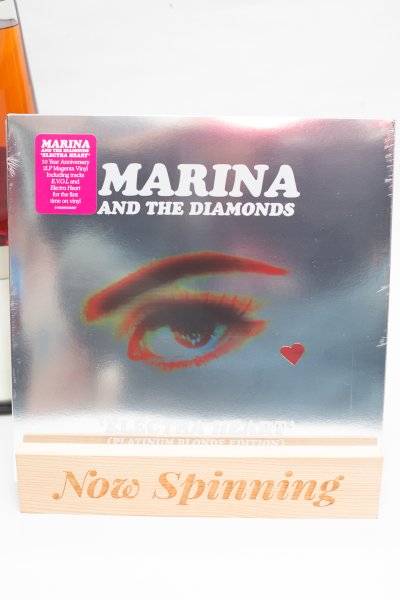 MARINA
AND THE DIAMONDS
"ELECTRA HEART"
10 Year Anniversary
2LP Magenta Vinyl
Including tracks
E.V.O.L and
Electra Heart
for the first
time on vinyl
MARINA
AND THE DIAMONDS
"ELECTRA HEART"
(PLATINUM BLONDE EDITION)
Now Spinning